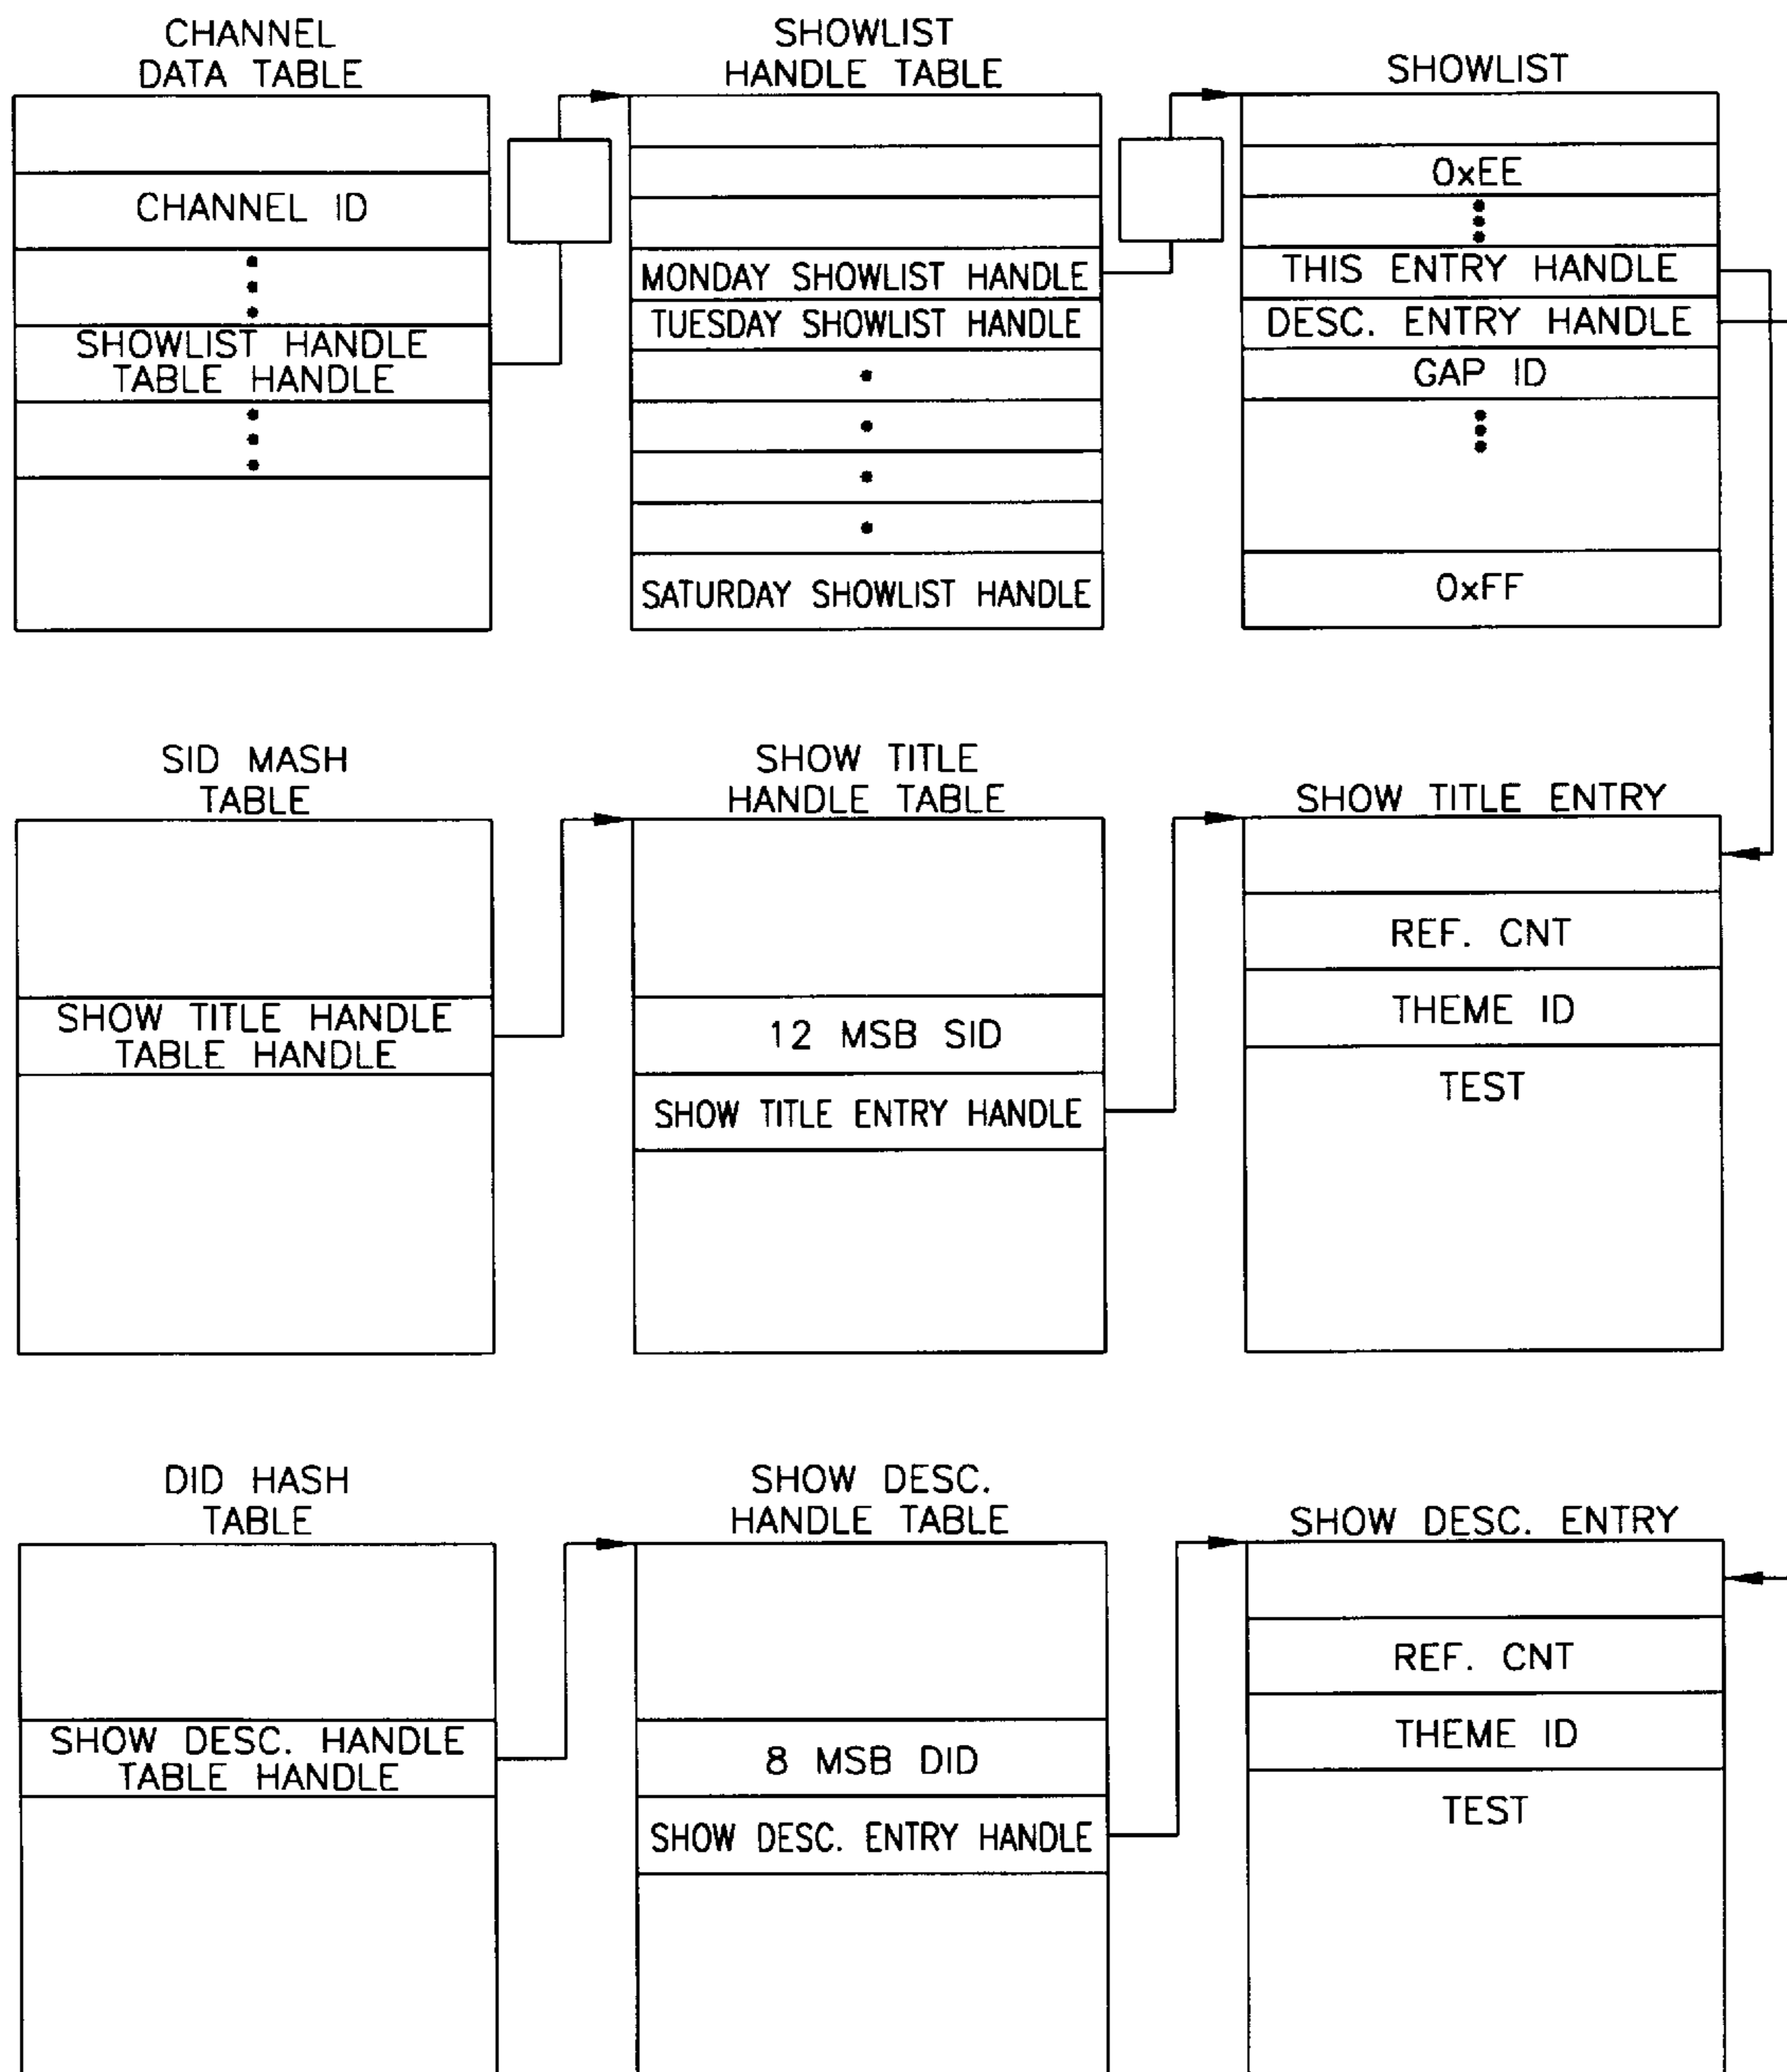 CHANNEL
DATA TABLE
CHANNEL ID
SHOWLIST HANDLE
TABLE HANDLE
SHOWLIST
HANDLE TABLE
MONDAY SHOWLIST HANDLE
TUESDAY SHOWLIST HANDLE
SATURDAY SHOWLIST HANDLE
SHOWLIST
0xEE
THIS ENTRY HANDLE
DESC. ENTRY HANDLE
GAP ID
0xFF
SID MASH
TABLE
SHOW TITLE HANDLE
TABLE HANDLE
SHOW TITLE
HANDLE TABLE
12 MSB SID
SHOW TITLE ENTRY HANDLE
SHOW TITLE ENTRY
REF. CNT
THEME ID
TEST
DID HASH
TABLE
SHOW DESC. HANDLE
TABLE HANDLE
SHOW DESC.
HANDLE TABLE
8 MSB DID
SHOW DESC. ENTRY HANDLE
SHOW DESC. ENTRY
REF. CNT
THEME ID
TEST